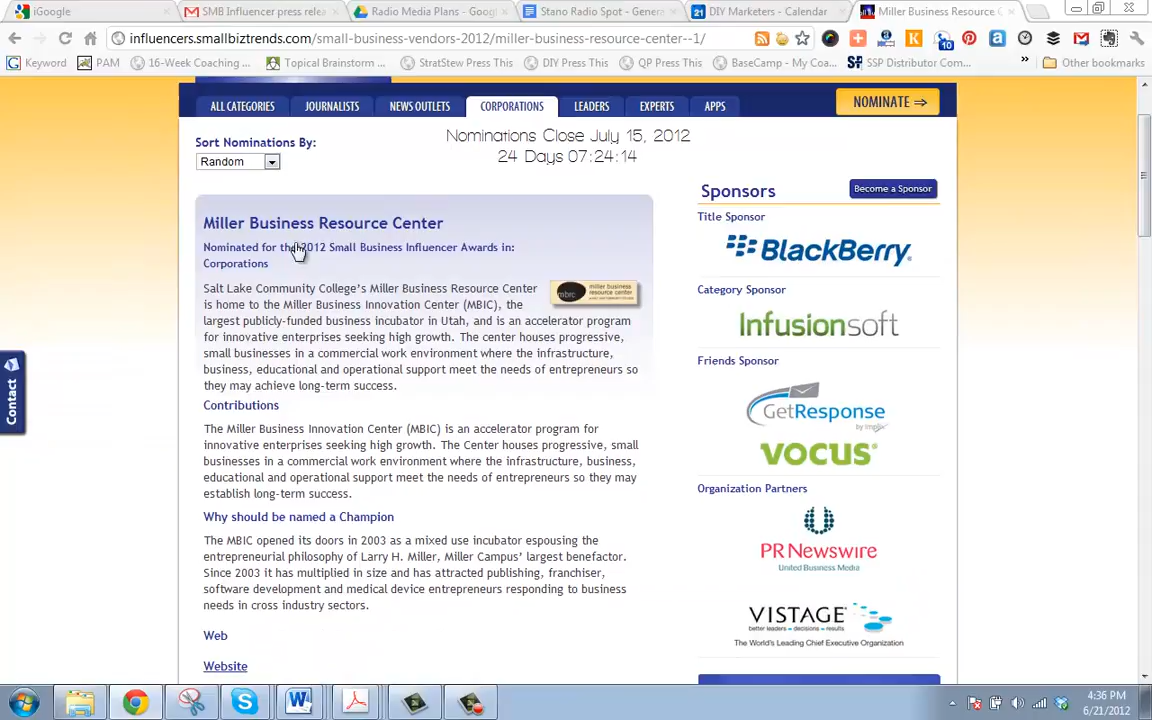 iGoogle
SMB Influencer press rele
Radio Media Plans - Goog
Stano Radio Spot - Gener
DIY Marketers - Calendar
Miller Business Resource C
influencers.smallbiztrends.com/small-business-vendors-2012/miller-business-resource-center--1/
10
Keyword
PAM
16-Week Coaching ...
Topical Brainstorm ...
StratStew Press This
DIY Press This
QP Press This
BaseCamp - My Coa...
SSP Distributor Com...
»
Other bookmarks
ALL CATEGORIES
JOURNALISTS
NEWS OUTLETS
CORPORATIONS
LEADERS
EXPERTS
APPS
NOMINATE
Sort Nominations By:
Random
Nominations Close July 15, 2012
24 Days 07:24:14
Miller Business Resource Center
Nominated for the 2012 Small Business Influencer Awards in:
Corporations
Salt Lake Community College's Miller Business Resource Center
is home to the Miller Business Innovation Center (MBIC), the
largest publicly-funded business incubator in Utah, and is an accelerator program
for innovative enterprises seeking high growth. The center houses progressive,
small businesses in a commercial work environment where the infrastructure,
business, educational and operational support meet the needs of entrepreneurs so
they may achieve long-term success.
mbrc
miller business
resource center
Contributions
The Miller Business Innovation Center (MBIC) is an accelerator program for
innovative enterprises seeking high growth. The Center houses progressive, small
businesses in a commercial work environment where the infrastructure, business,
educational and operational support meet the needs of entrepreneurs so they may
establish long-term success.
Why should be named a Champion
The MBIC opened its doors in 2003 as a mixed use incubator espousing the
entrepreneurial philosophy of Larry H. Miller, Miller Campus' largest benefactor.
Since 2003 it has multiplied in size and has attracted publishing, franchiser,
software development and medical device entrepreneurs responding to business
needs in cross industry sectors.
Web
Website
Sponsors
Become a Sponsor
Title Sponsor
BlackBerry
Category Sponsor
Infusionsoft
Friends Sponsor
GetResponse
by Implix
VOCUS
Organization Partners
PR Newswire
United Business Media
VISTAGE
better leaders • decisions • results
The World's Leading Chief Executive Organization
Contact
4:36 PM
6/21/2012